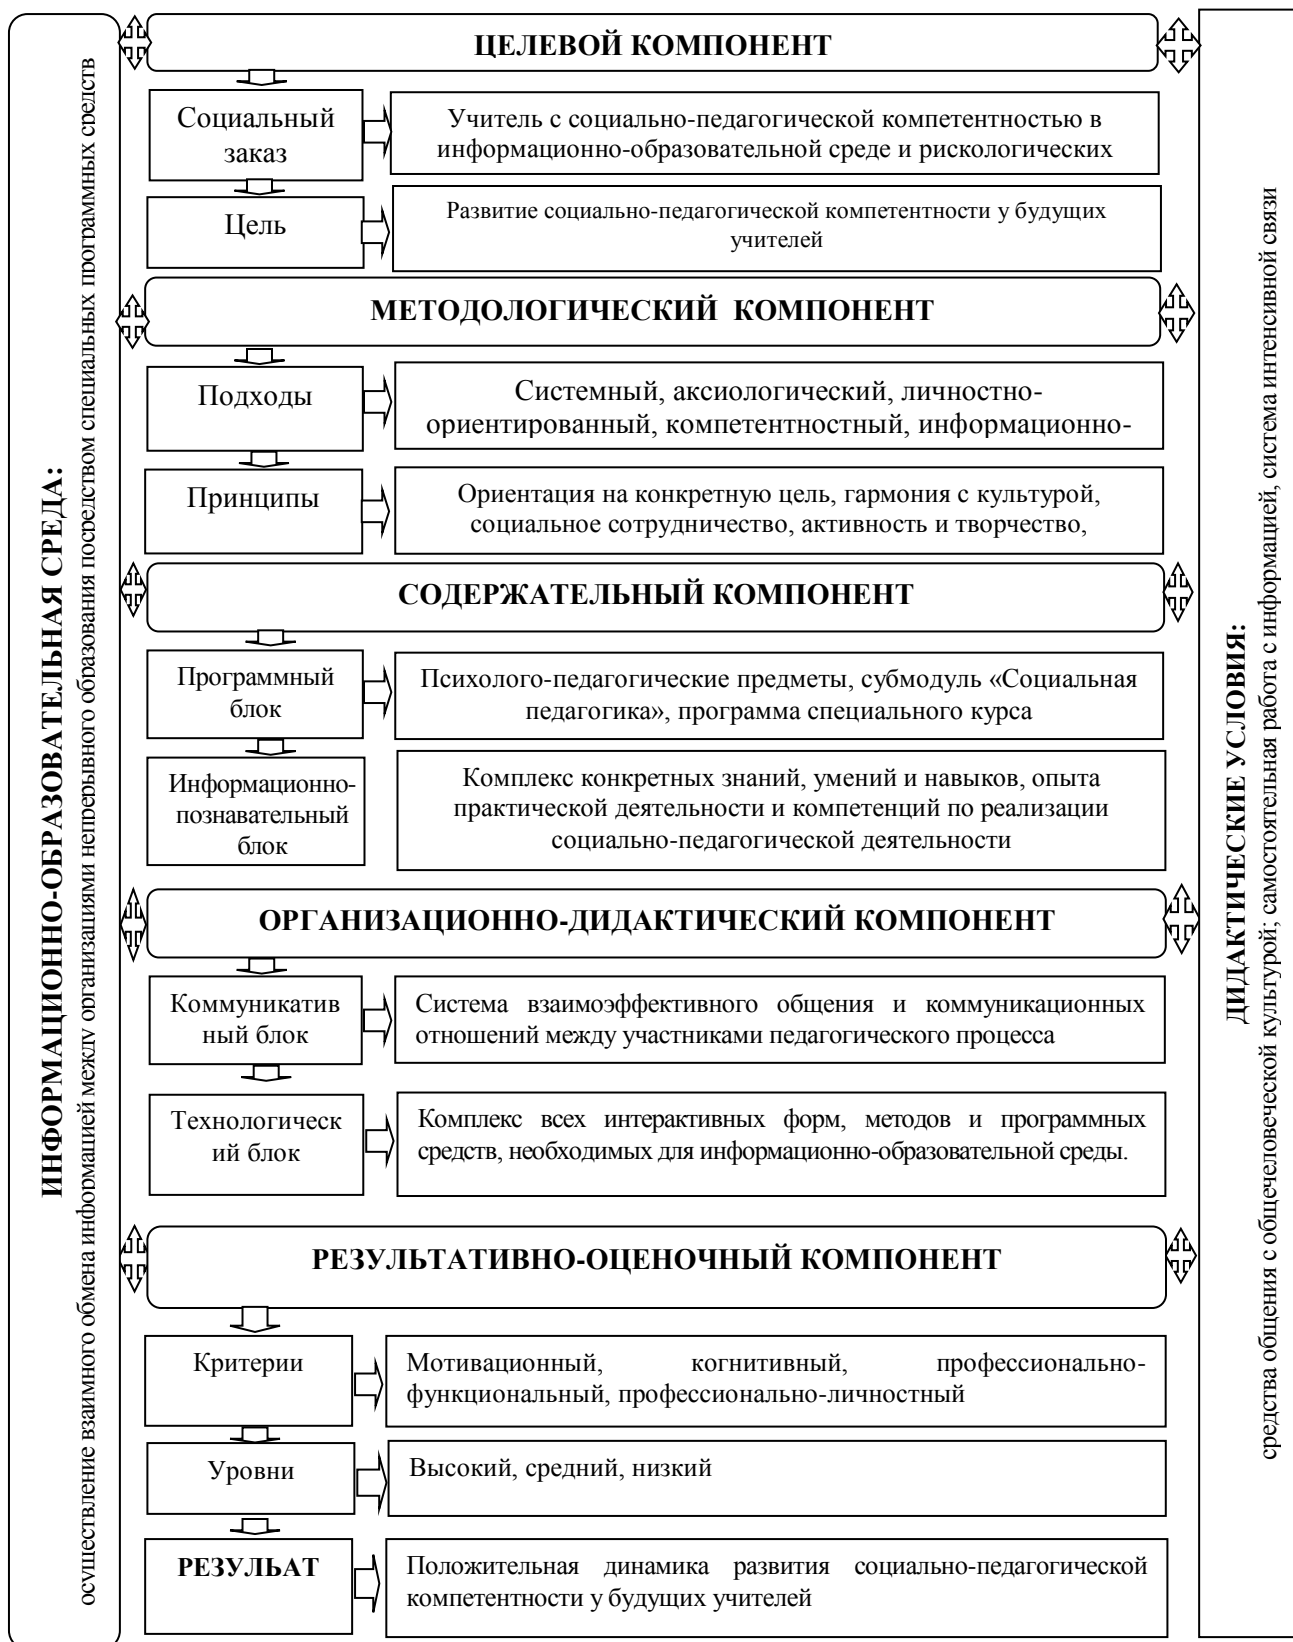 ИНФОРМАЦИОННО-ОБРАЗОВАТЕЛЬНАЯ СРЕДА:
осуществление взаимного обмена информацией между организациями непрерывного образования посредством специальных программных средств
ЦЕЛЕВОЙ КОМПОНЕНТ
Социальный
заказ
Учитель с социально-педагогической компетентностью в
информационно-образовательной среде и рискологических
Цель
Развитие социально-педагогической компетентности у будущих
учителей
МЕТОДОЛОГИЧЕСКИЙ КОМПОНЕНТ
Подходы
Системный, аксиологический, личностно-
ориентированный, компетентностный, информационно-
Принципы
Ориентация на конкретную цель, гармония с культурой,
социальное сотрудничество, активность и творчество,
СОДЕРЖАТЕЛЬНЫЙ КОМПОНЕНТ
Программный
блок
Психолого-педагогические предметы, субмодуль «Социальная
педагогика», программа специального курса
Информационно-
познавательный
блок
Комплекс конкретных знаний, умений и навыков, опыта
практической деятельности и компетенций по реализации
социально-педагогической деятельности
ОРГАНИЗАЦИОННО-ДИДАКТИЧЕСКИЙ КОМПОНЕНТ
Коммуникатив
ный блок
Система взаимоэффективного общения и коммуникационных
отношений между участниками педагогического процесса
Технологическ
ий блок
Комплекс всех интерактивных форм, методов и программных
средств, необходимых для информационно-образовательной среды.
РЕЗУЛЬТАТИВНО-ОЦЕНОЧНЫЙ КОМПОНЕНТ
Критерии
Мотивационный, когнитивный, профессионально-
функциональный, профессионально-личностный
Уровни
Высокий, средний, низкий
РЕЗУЛЬАТ
Положительная динамика развития социально-педагогической
компетентности у будущих учителей
ДИДАКТИЧЕСКИЕ УСЛОВИЯ:
средства общения с общечеловеческой культурой, самостоятельная работа с информацией, система интенсивной связи